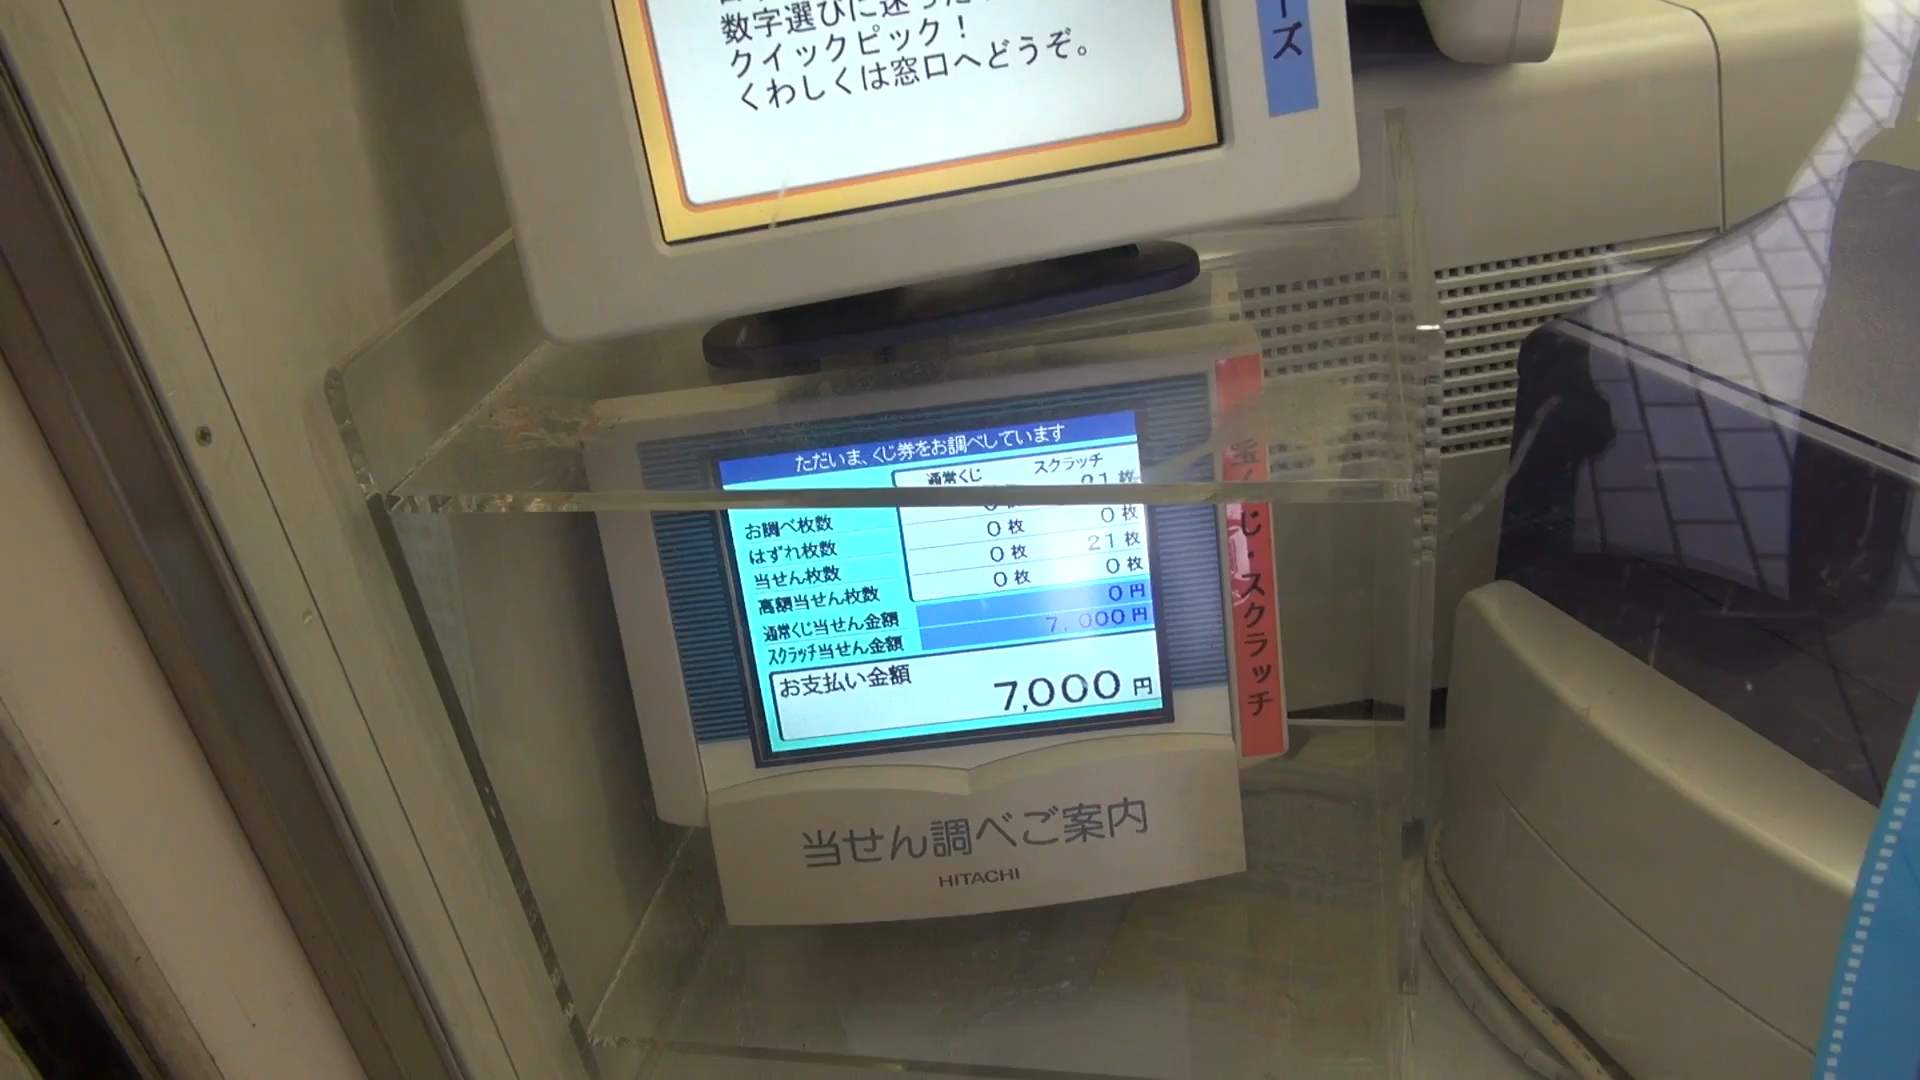 数字選びに迷った
クイックピック！
くわしくは窓口へどうぞ。
ーズ
ただいま、くじ券をお調べしています
通常くじ スクラッチ
お調べ枚数 0 21 枚
はずれ枚数 0 枚 0 枚
当せん枚数 0 枚 21 枚
高額当せん枚数 0 枚 0 枚
通常くじ当せん金額 0 円
スクラッチ当せん金額 7,000 円
お支払い金額 7,000 円
宝くじ・スクラッチ
当せん調べご案内
HITACHI